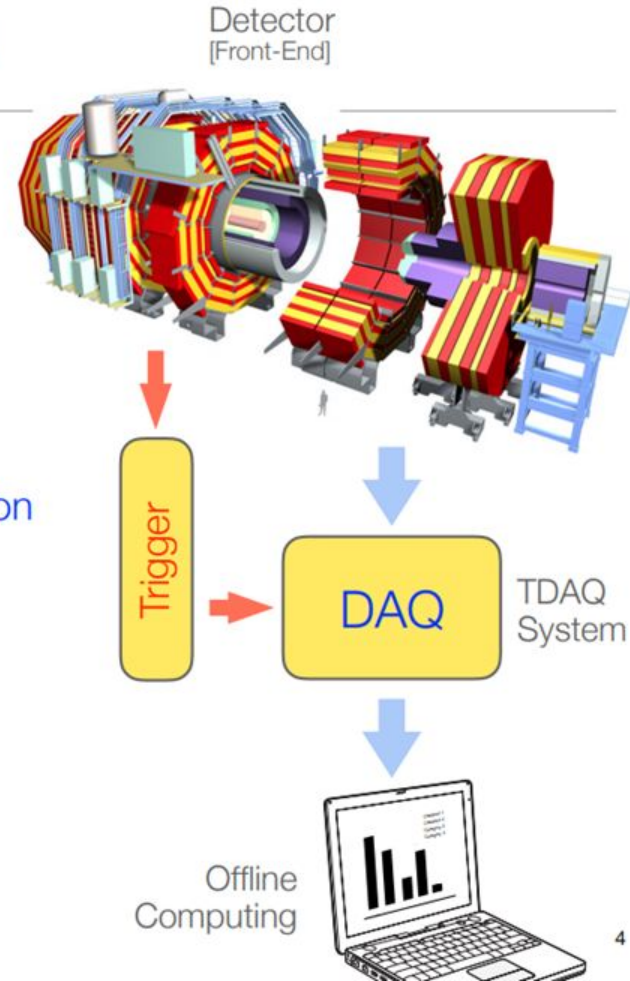 Detector
[Front-End]
on
Trigger
DAQ
TDAQ
System
Offline
Computing
4